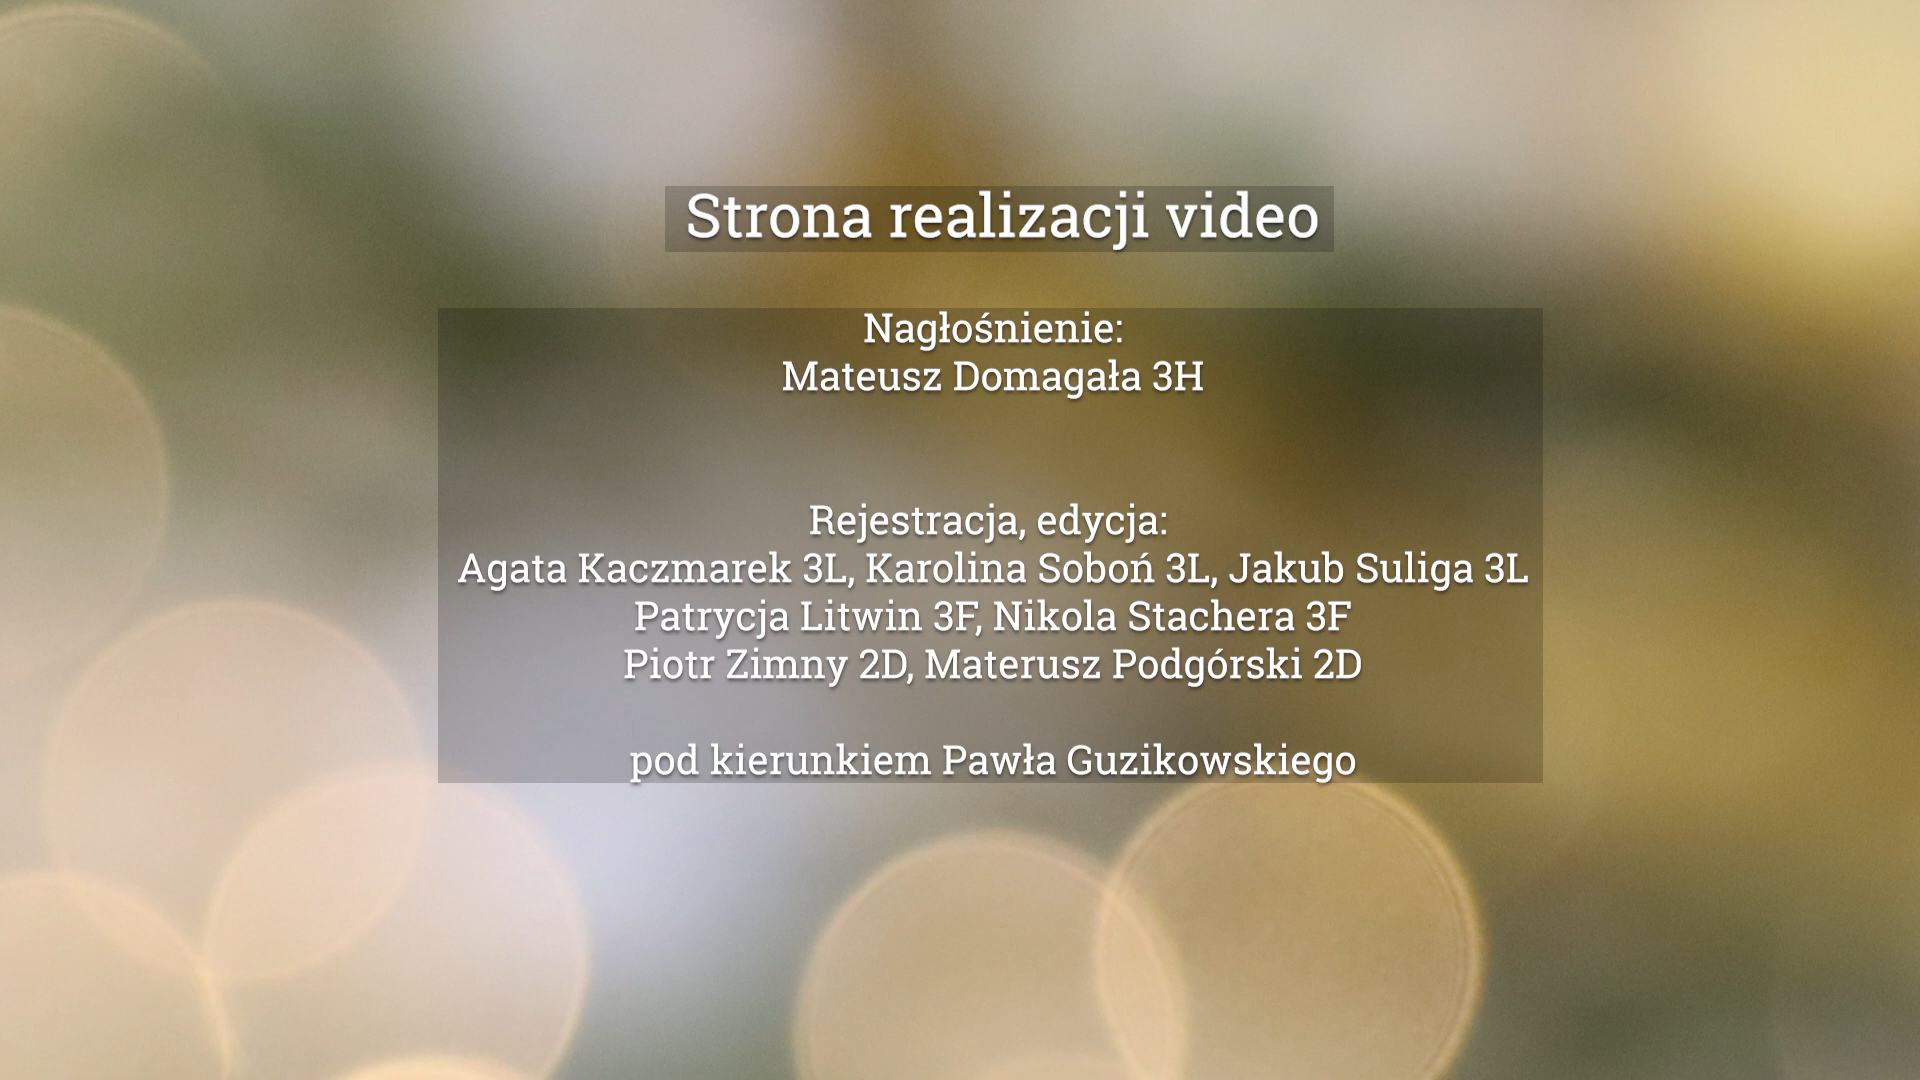 Strona realizacji video
Nagłośnienie:
Mateusz Domagała 3H
Rejestracja, edycja:
Agata Kaczmarek 3L, Karolina Soboń 3L, Jakub Suliga 3L
Patrycja Litwin 3F, Nikola Stachera 3F
Piotr Zimny 2D, Materusz Podgórski 2D
pod kierunkiem Pawła Guzikowskiego